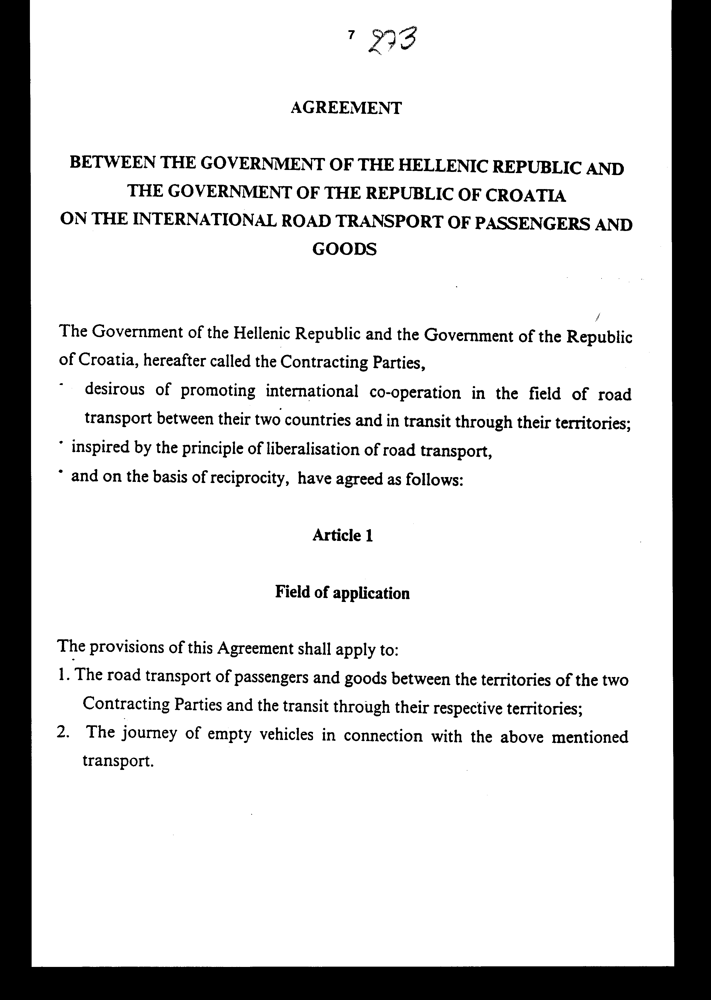 7 273
AGREEMENT
BETWEEN THE GOVERNMENT OF THE HELLENIC REPUBLIC AND
THE GOVERNMENT OF THE REPUBLIC OF CROATIA
ON THE INTERNATIONAL ROAD TRANSPORT OF PASSENGERS AND
GOODS
The Government of the Hellenic Republic and the Government of the Republic
of Croatia, hereafter called the Contracting Parties,
- desirous of promoting international co-operation in the field of road
transport between their two countries and in transit through their territories;
- inspired by the principle of liberalisation of road transport,
- and on the basis of reciprocity, have agreed as follows:
Article 1
Field of application
The provisions of this Agreement shall apply to:
1. The road transport of passengers and goods between the territories of the two
Contracting Parties and the transit through their respective territories;
2. The journey of empty vehicles in connection with the above mentioned
transport.